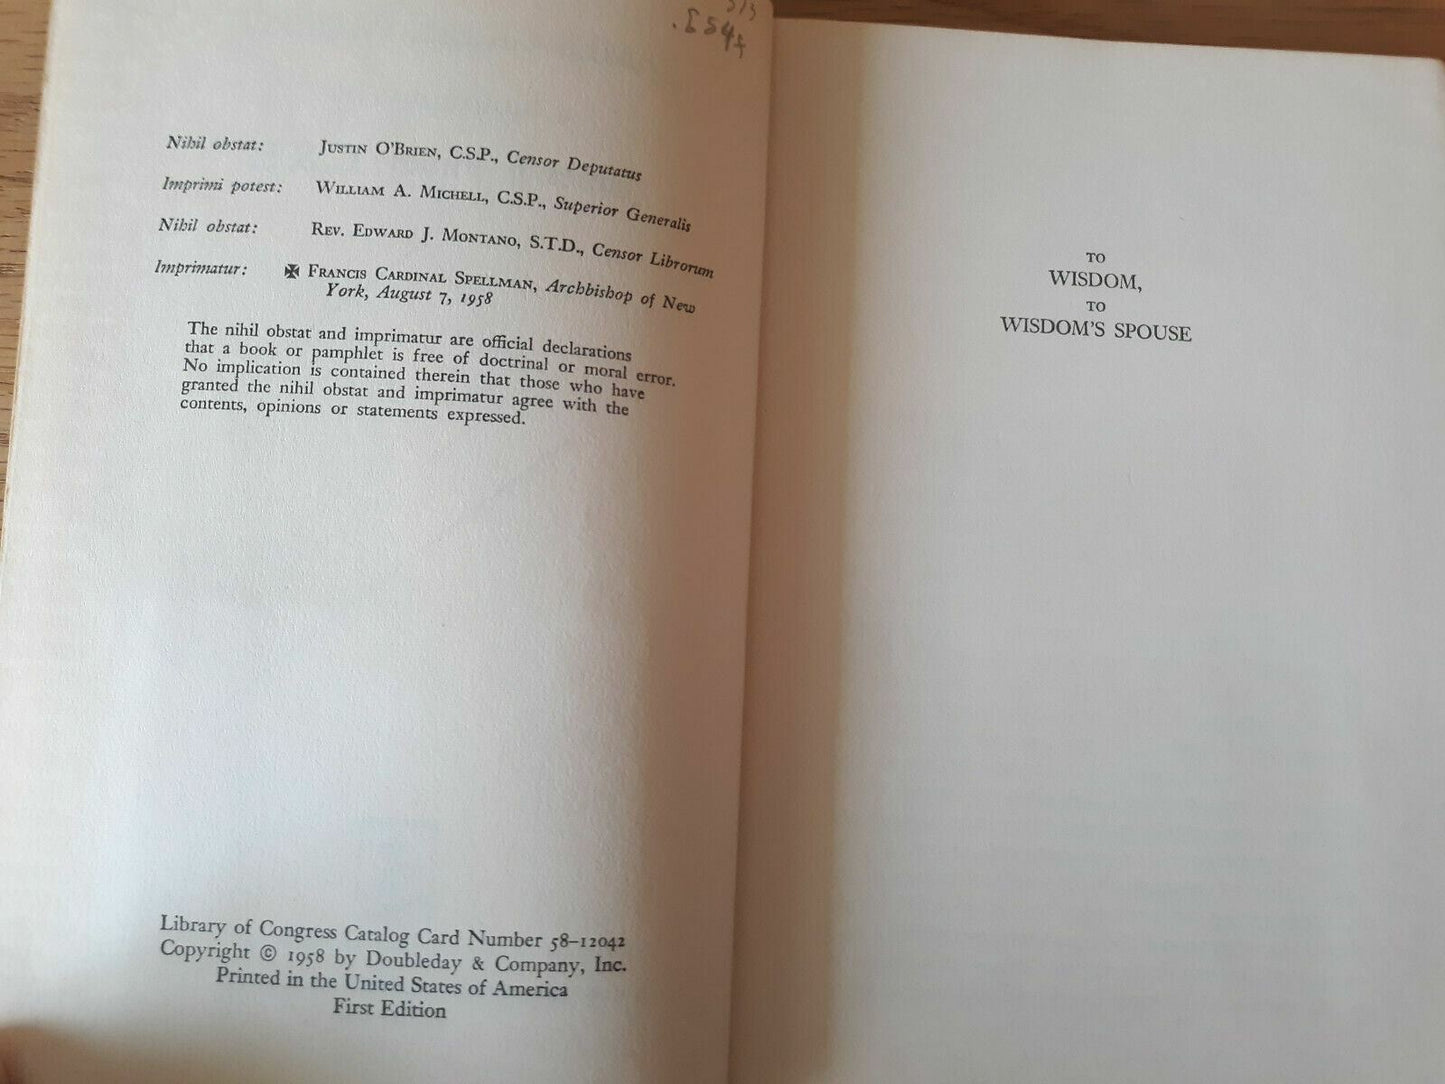 .E54f
Nihil obstat: JUSTIN O'BRIEN, C.S.P., Censor Deputatus
Imprimi potest: WILLIAM A. MICHELL, C.S.P., Superior Generalis
Nihil obstat: REV. EDWARD J. MONTANO, S.T.D., Censor Librorum
Imprimatur: ✠ FRANCIS CARDINAL SPELLMAN, Archbishop of New
York, August 7, 1958
The nihil obstat and imprimatur are official declarations
that a book or pamphlet is free of doctrinal or moral error.
No implication is contained therein that those who have
granted the nihil obstat and imprimatur agree with the
contents, opinions or statements expressed.
Library of Congress Catalog Card Number 58-12042
Copyright © 1958 by Doubleday & Company, Inc.
Printed in the United States of America
First Edition
TO
WISDOM,
TO
WISDOM'S SPOUSE